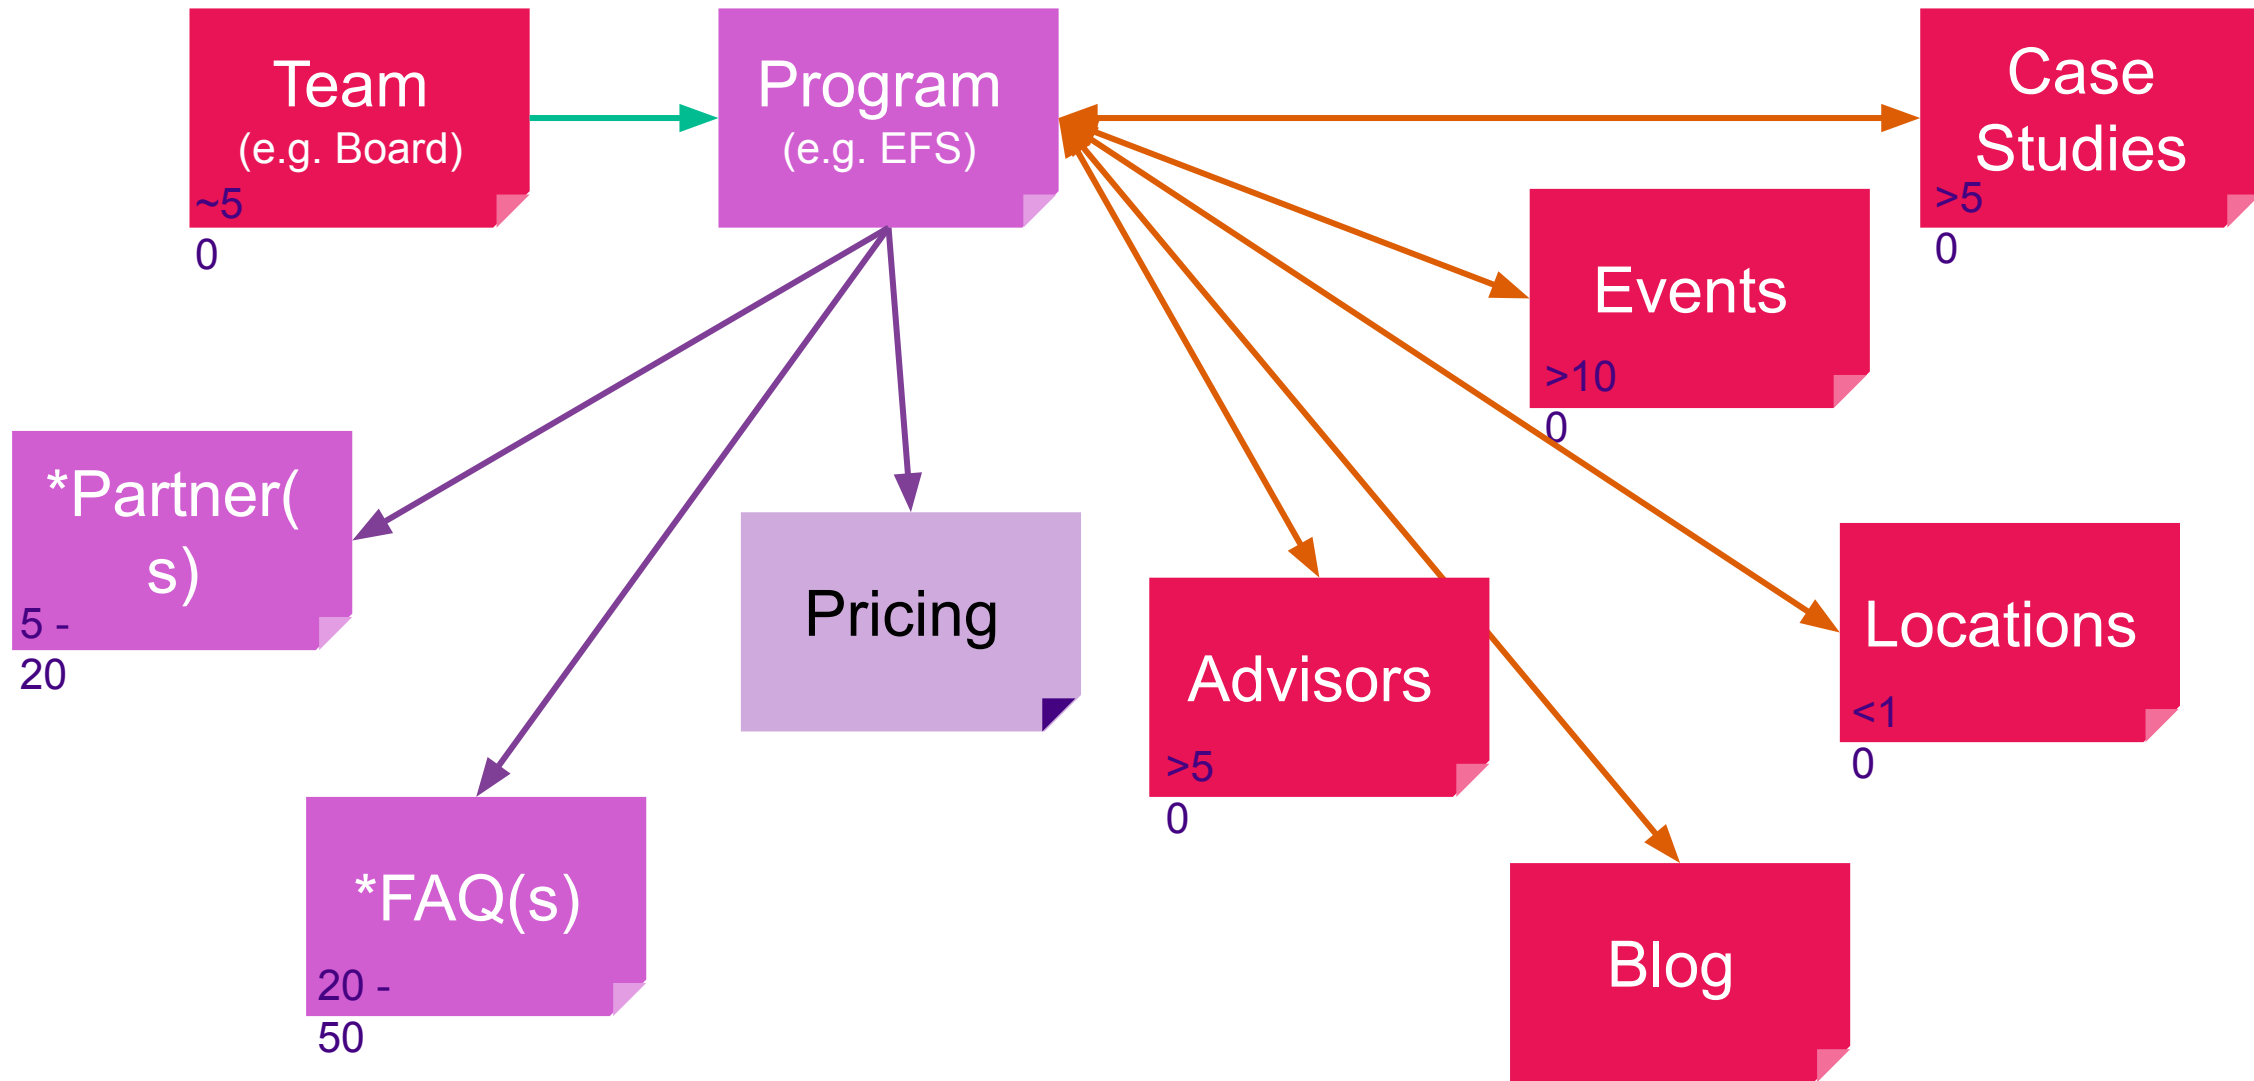 Team
(e.g. Board)
~5
0
Program
(e.g. EFS)
Case
Studies
>5
0
Events
>10
0
*Partner(
s)
5 -
20
Pricing
Advisors
>5
0
Locations
<1
0
*FAQ(s)
20 -
50
Blog